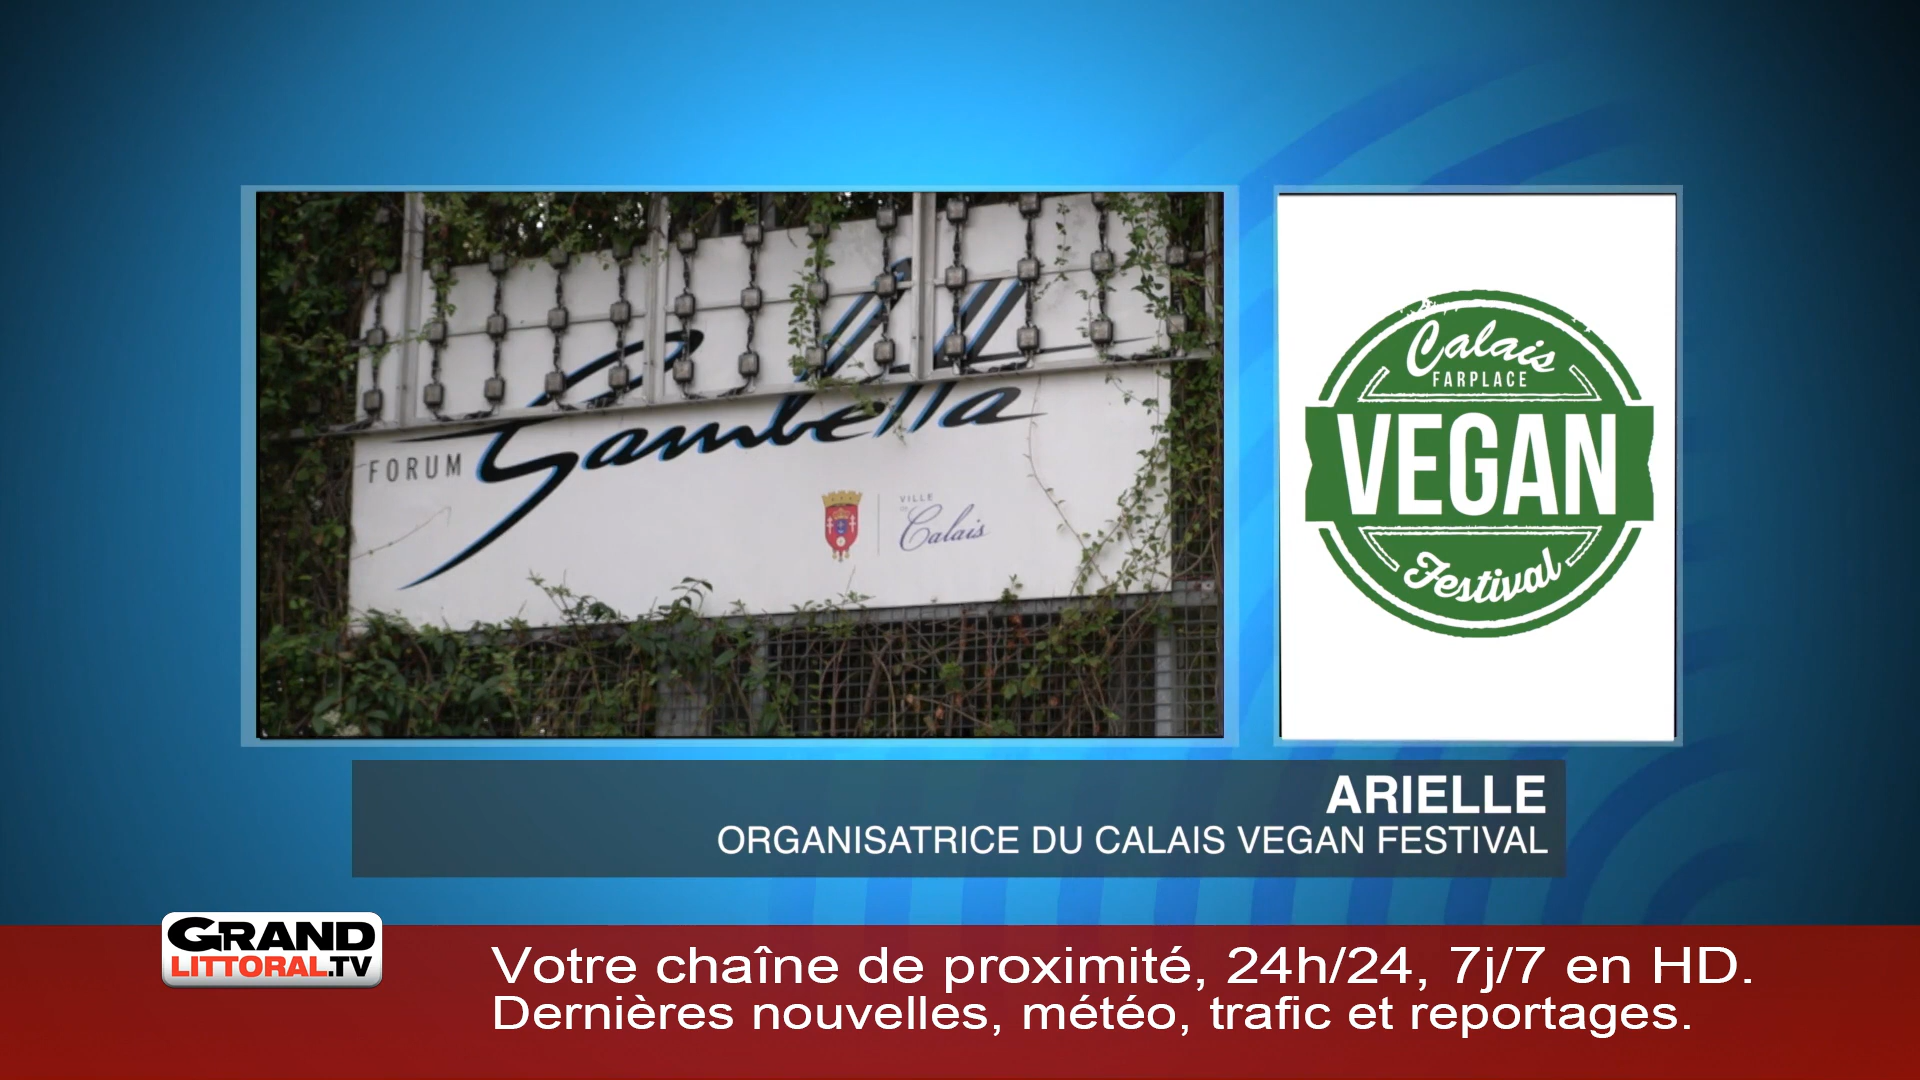 FORUM Gambetta
VILLE
DE
Calais
Calais
FARPLACE
VEGAN
Festival
ARIELLE
ORGANISATRICE DU CALAIS VEGAN FESTIVAL
GRAND
LITTORAL.TV
Votre chaîne de proximité, 24h/24, 7j/7 en HD.
Dernières nouvelles, météo, trafic et reportages.